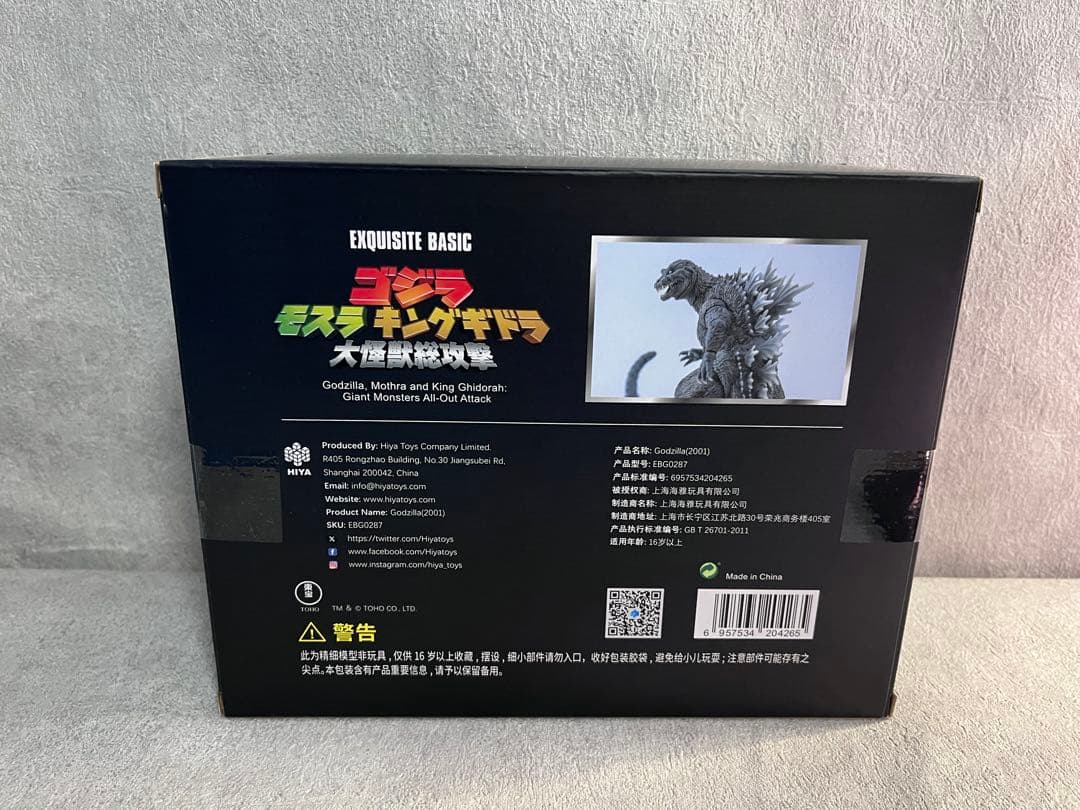 EXQUISITE BASIC
ゴジラ
モスラ キングギドラ
大怪獣総攻撃
Godzilla, Mothra and King Ghidorah:
Giant Monsters All-Out Attack
HIYA
Produced By: Hiya Toys Company Limited.
R405 Rongzhao Building, No.30 Jiangsubei Rd,
Shanghai 200042, China
Email: info@hiyatoys.com
Website: www.hiyatoys.com
Product Name: Godzilla(2001)
SKU: EBG0287
https://twitter.com/Hiyatoys
www.facebook.com/Hiyatoys
www.instagram.com/hiya_toys
产品名称: Godzilla(2001)
产品型号: EBG0287
产品标准编号: 6957534204265
被授权商: 上海海雅玩具有限公司
制造商名称: 上海海雅玩具有限公司
制造商地址: 上海市长宁区江苏北路30号荣兆商务楼405室
产品执行标准编号: GB T 26701-2011
适用年龄: 16岁以上
Made in China
6 957534 204265
東宝
TOHO
TM & © TOHO CO., LTD.
警告
此为精细模型非玩具,仅供 16 岁以上收藏,摆设,细小部件请勿入口,收好包装胶袋,避免给小儿玩耍;注意部件可能存有之
尖点。本包装含有产品重要信息,请予以保留备用。